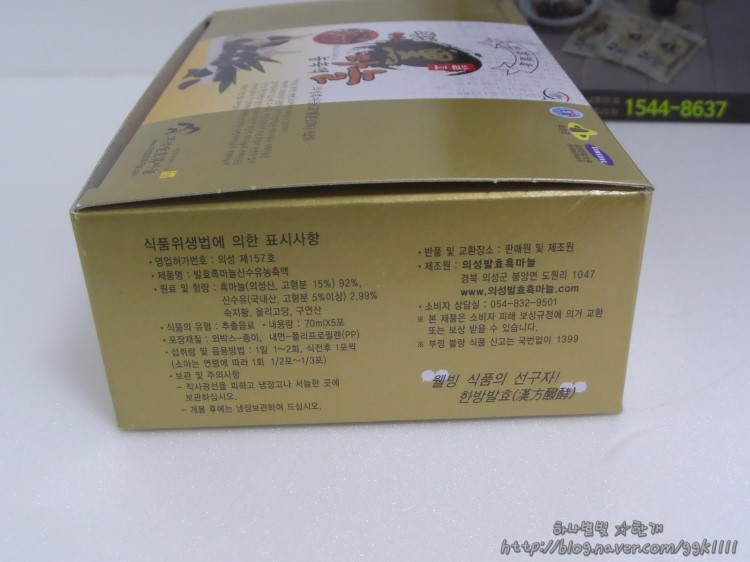 1544-8637
식품위생법에 의한 표시사항
• 영업허가번호 : 의성 제157호
• 제품명 : 발효흑마늘산수유농축액
• 원료 및 함량 : 흑마늘(의성산, 고형분 15%) 92%,
산수유(국내산, 고형분 5%이상) 2.99%
숙지황, 올리고당, 구연산
• 식품의 유형 : 추출음료 • 내용량 : 70mlX5포
• 포장재질 : 외박스-종이, 내면-폴리프로필렌(PP)
• 섭취량 및 음용방법 : 1일 1~2회, 식전후 1포씩
(소아는 연령에 따라 1회 1/2포~1/3포)
• 보관 및 주의사항
- 직사광선을 피하고 냉장고나 서늘한 곳에
보관하십시오.
- 개봉 후에는 냉장보관하여 드십시오.
• 반품 및 교환장소 : 판매원 및 제조원
• 제조원 : 의성발효흑마늘
경북 의성군 봉양면 도원리 1047
www.의성발효흑마늘.com
• 소비자 상담실 : 054-832-9501
※ 본 제품은 소비자 피해 보상규정에 의거 교환
또는 보상 받을 수 있습니다.
※ 부정 불량 식품 신고는 국번없이 1399
웰빙 식품의 선구자!
한방발효(漢方醱酵)
하나별빛 자한개
http://blog.naver.com/ggk1111